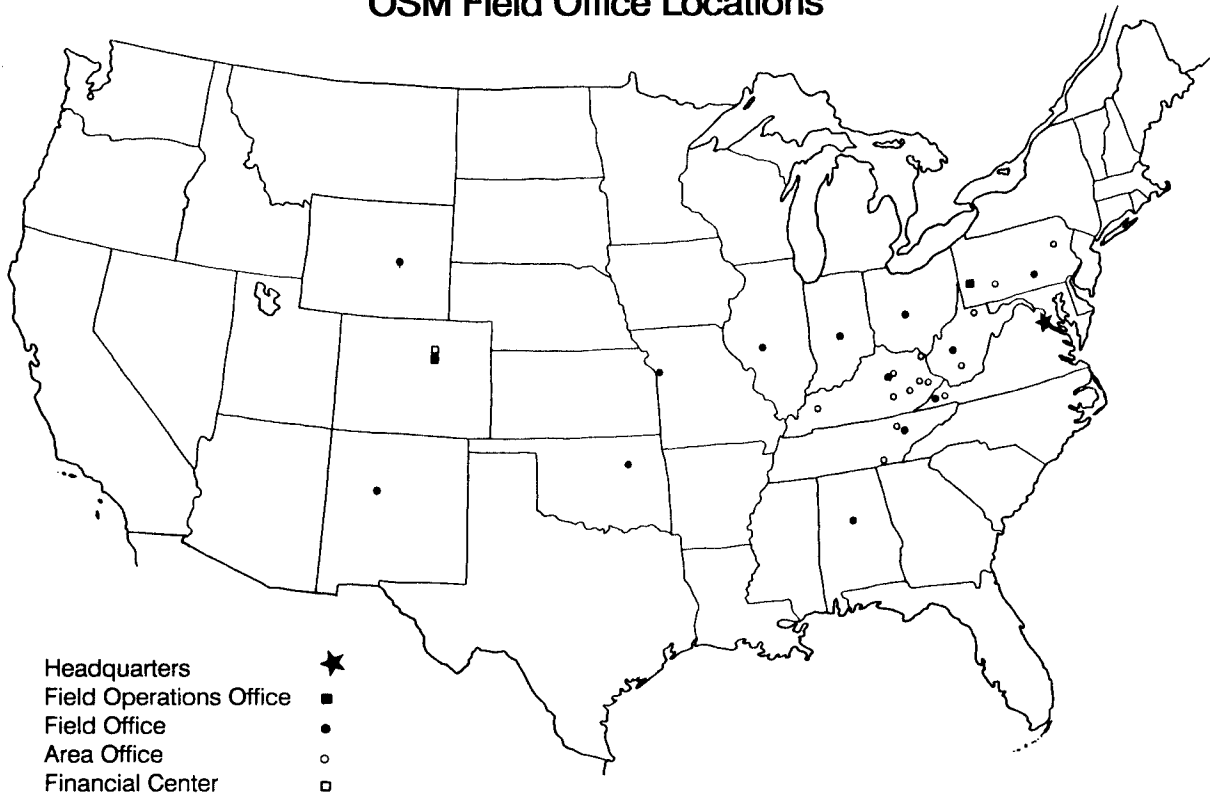 OSM Field Office Locations
Headquarters
Field Operations Office
Field Office
Area Office
Financial Center